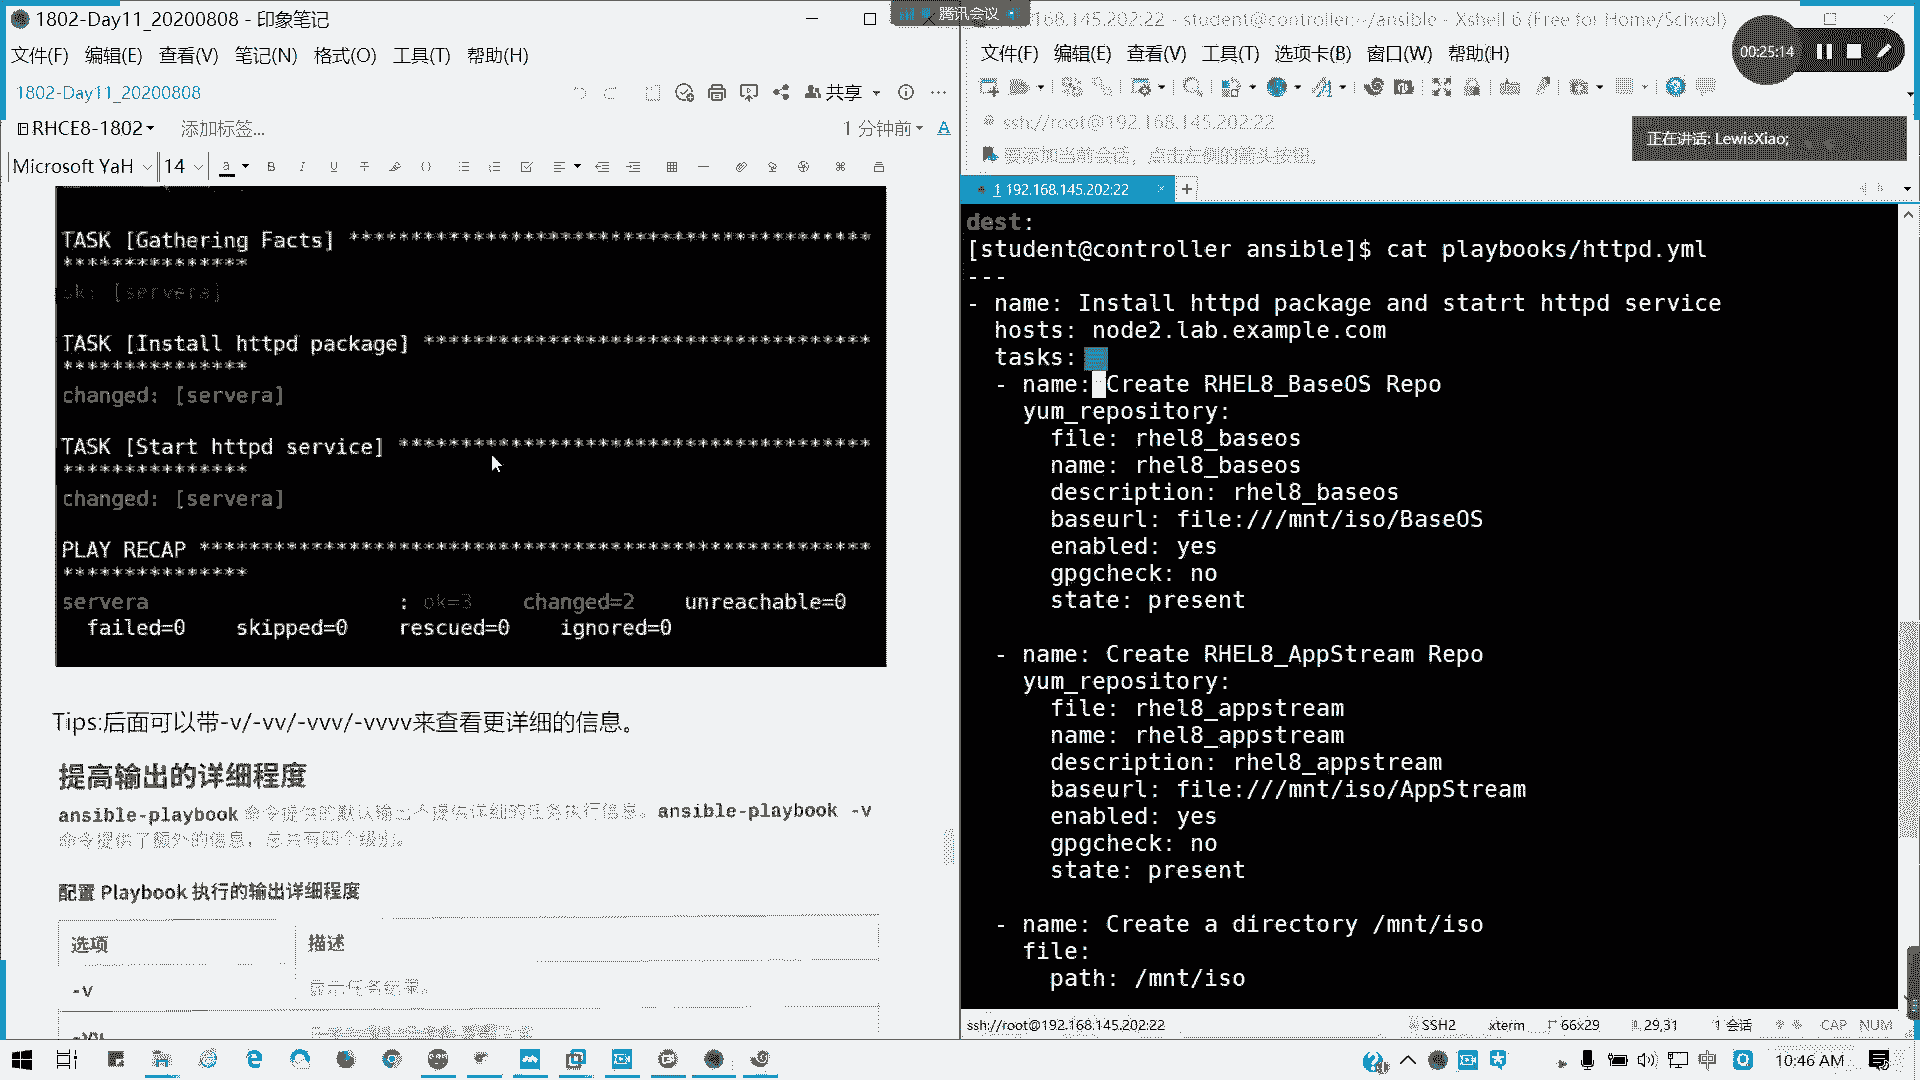 1802-Day11_20200808 - 印象笔记
文件(F) 编辑(E) 查看(V) 笔记(N) 格式(O) 工具(T) 帮助(H)
1802-Day11_20200808
共享
RHCE8-1802
添加标签...
1 分钟前
Microsoft YaH
14
TASK [Gathering Facts] ******************************************
***************
ok: [servera]
TASK [Install httpd package] ************************************
***************
changed: [servera]
TASK [Start httpd service] **************************************
***************
changed: [servera]
PLAY RECAP ******************************************************
***************
servera : ok=3 changed=2 unreachable=0
failed=0 skipped=0 rescued=0 ignored=0
Tips:后面可以带-v/-vv/-vvv/-vvvv来查看更详细的信息。
提高输出的详细程度
ansible-playbook 命令提供的默认输出不提供详细的任务执行信息。ansible-playbook -v
命令提供了额外的信息，总共有四个级别。
配置 Playbook 执行的输出详细程度
选项 描述
-v 显示任务结果。
-vv
腾讯会议
168.145.202:22 - student@controller:~/ansible - Xshell 6 (Free for Home/School)
文件(F) 编辑(E) 查看(V) 工具(T) 选项卡(B) 窗口(W) 帮助(H)
00:25:14
ssh://root@192.168.145.202:22
正在讲话: LewisXiao;
要添加当前会话，点击左侧的箭头按钮。
1 192.168.145.202:22
dest:
[student@controller ansible]$ cat playbooks/httpd.yml
---
- name: Install httpd package and statrt httpd service
  hosts: node2.lab.example.com
  tasks:
  - name: Create RHEL8_BaseOS Repo
    yum_repository:
      file: rhel8_baseos
      name: rhel8_baseos
      description: rhel8_baseos
      baseurl: file:///mnt/iso/BaseOS
      enabled: yes
      gpgcheck: no
      state: present
  - name: Create RHEL8_AppStream Repo
    yum_repository:
      file: rhel8_appstream
      name: rhel8_appstream
      description: rhel8_appstream
      baseurl: file:///mnt/iso/AppStream
      enabled: yes
      gpgcheck: no
      state: present
  - name: Create a directory /mnt/iso
    file:
      path: /mnt/iso
ssh://root@192.168.145.202:22 SSH2 xterm 66x29 29,31 1 会话 CAP NUM
中
10:46 AM